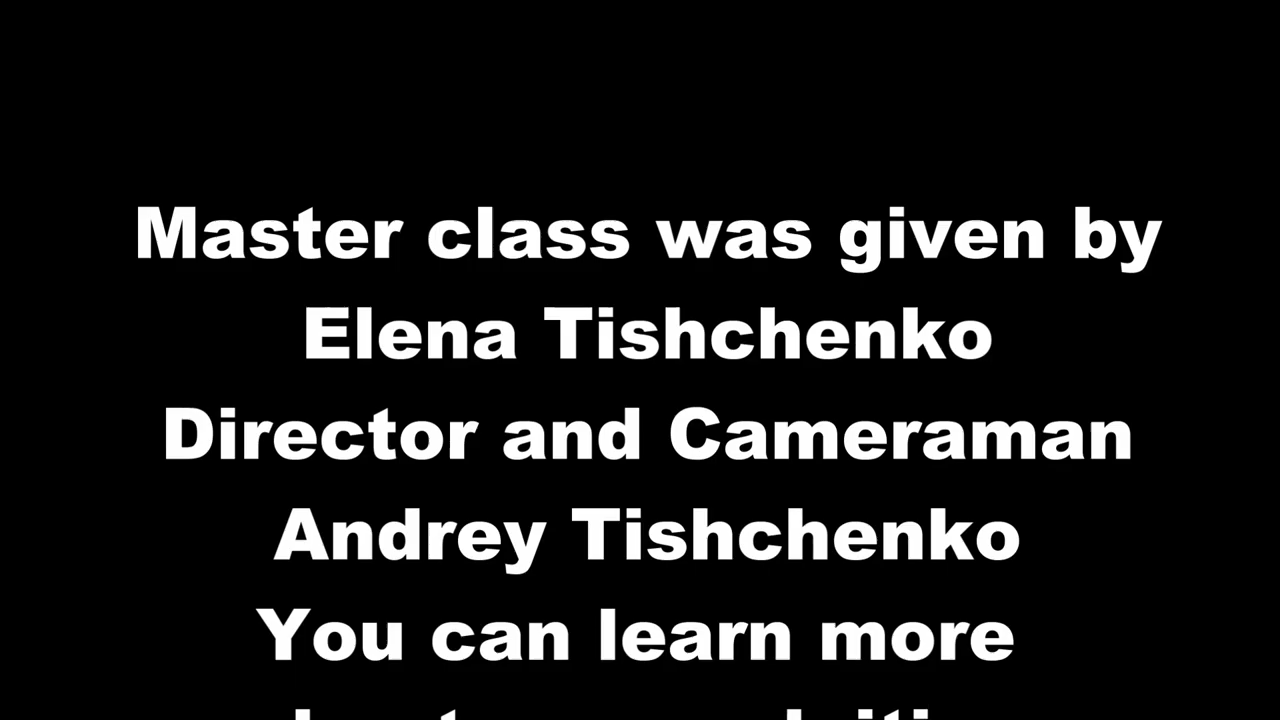 Master class was given by
Elena Tishchenko
Director and Cameraman
Andrey Tishchenko
You can learn more